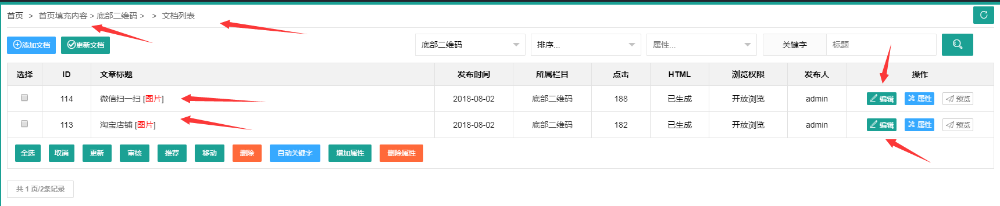 首页 > 首页填充内容 > 底部二维码 > > 文档列表
添加文档 更新文档 底部二维码 排序... 属性... 关键字 标题
选择 ID 文章标题 发布时间 所属栏目 点击 HTML 浏览权限 发布人 操作
114 微信扫一扫 [图片] 2018-08-02 底部二维码 188 已生成 开放浏览 admin 编辑 属性 预览
113 淘宝店铺 [图片] 2018-08-02 底部二维码 182 已生成 开放浏览 admin 编辑 属性 预览
全选 取消 更新 审核 推荐 移动 删除 自动关键字 增加属性 删除属性
共 1 页/2条记录